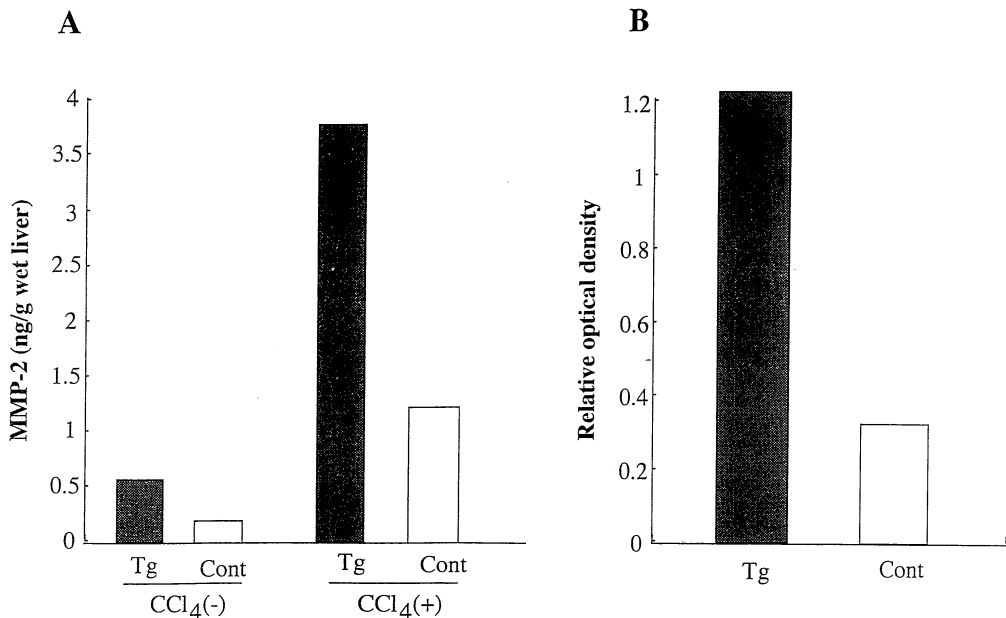 A
MMP-2 (ng/g wet liver)
4
3.5
3
2.5
2
1.5
1
0.5
0
Tg Cont Tg Cont
CCl4(-) CCl4(+)
B
Relative optical density
1.2
1
0.8
0.6
0.4
0.2
0
Tg Cont